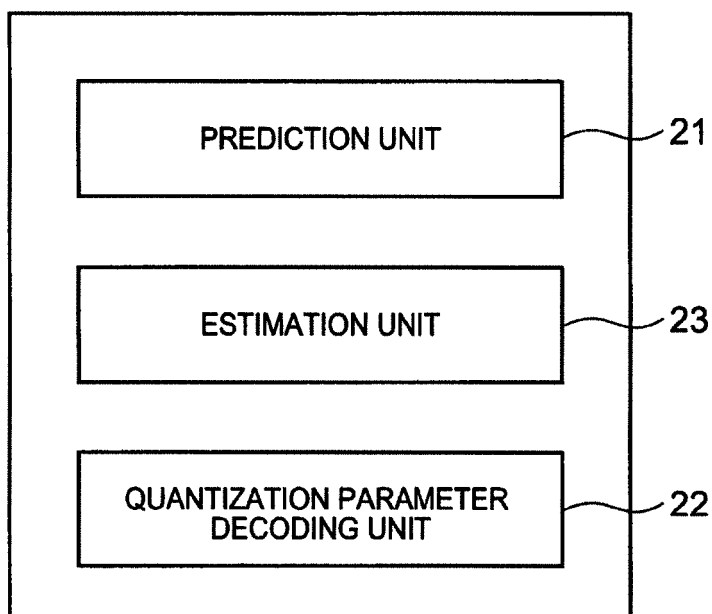 PREDICTION UNIT
21
ESTIMATION UNIT
23
QUANTIZATION PARAMETER
DECODING UNIT
22